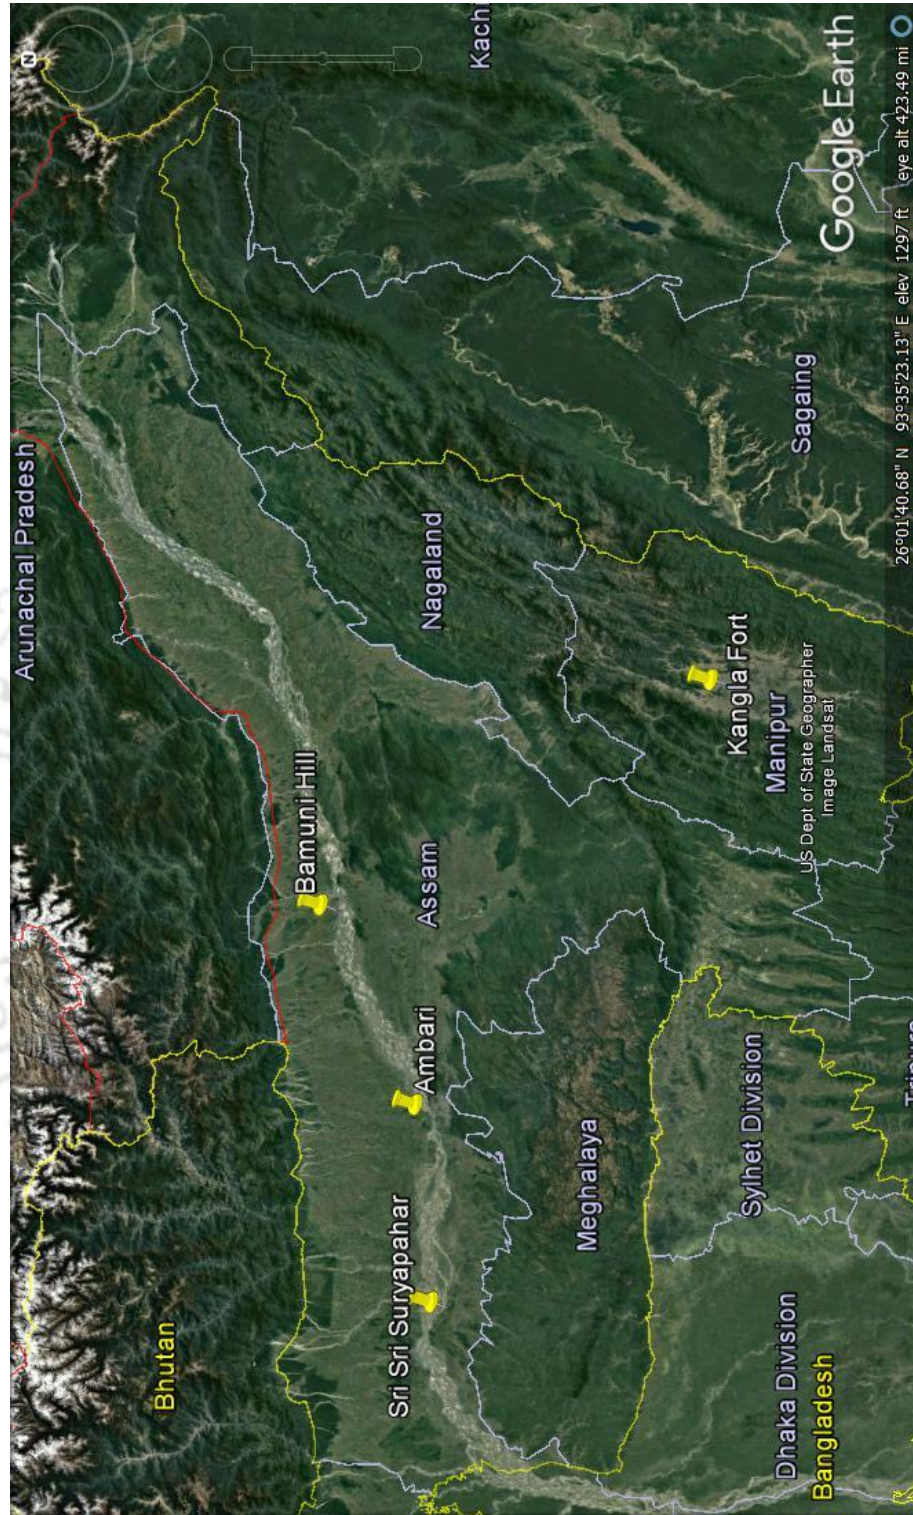 Arunachal Pradesh
Kachi
Bhutan
Bamuni Hill
Nagaland
Assam
Ambari
Sri Sri Suryapahar
Sagaing
Kangla Fort
Manipur
US Dept of State Geographer
Image Landsat
Meghalaya
Sylhet Division
Dhaka Division
Bangladesh
N
Google Earth
26°01'40.68" N 93°35'23.13" E elev 1297 ft eye alt 423.49 mi